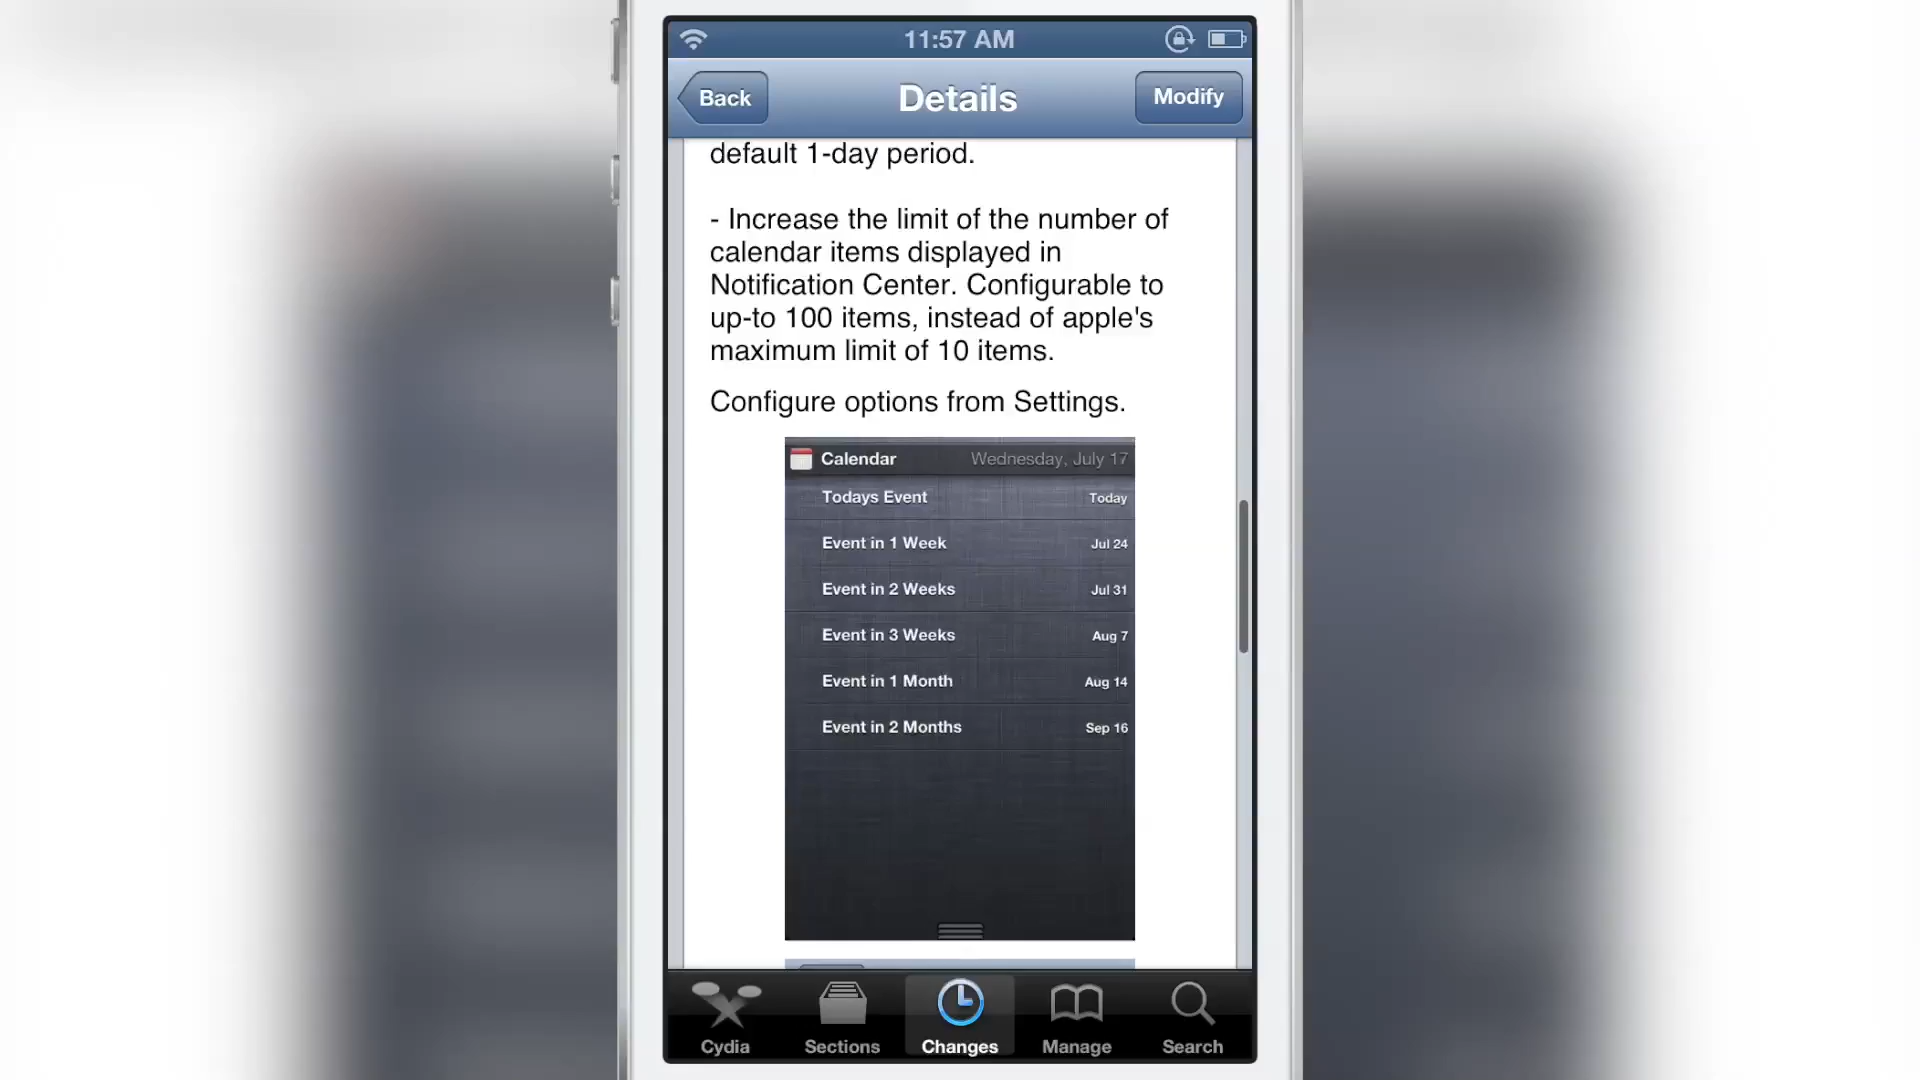 11:57 AM
Back
Details
Modify
default 1-day period.
- Increase the limit of the number of
calendar items displayed in
Notification Center. Configurable to
up-to 100 items, instead of apple's
maximum limit of 10 items.
Configure options from Settings.
Calendar Wednesday, July 17
Todays Event Today
Event in 1 Week Jul 24
Event in 2 Weeks Jul 31
Event in 3 Weeks Aug 7
Event in 1 Month Aug 14
Event in 2 Months Sep 16
Cydia Sections Changes Manage Search